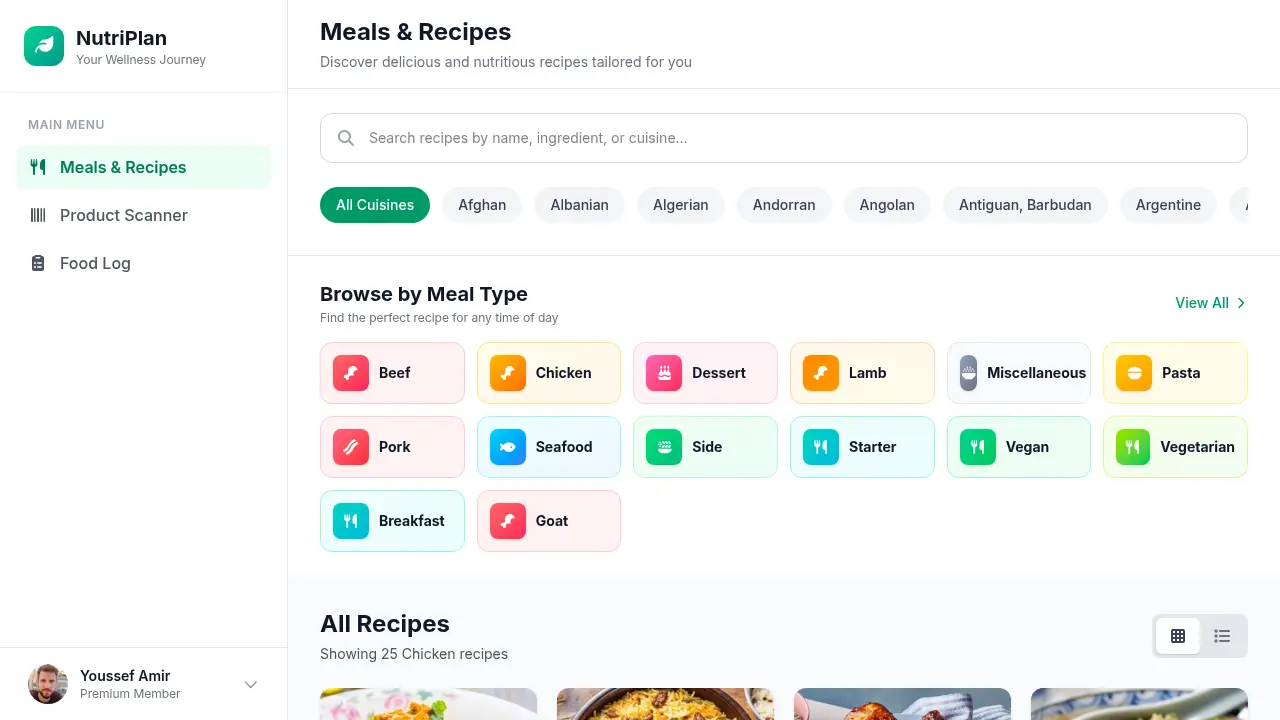 NutriPlan
Your Wellness Journey
MAIN MENU
Meals & Recipes
Product Scanner
Food Log
Youssef Amir
Premium Member
Meals & Recipes
Discover delicious and nutritious recipes tailored for you
Search recipes by name, ingredient, or cuisine...
All Cuisines Afghan Albanian Algerian Andorran Angolan Antiguan, Barbudan Argentine
Browse by Meal Type
Find the perfect recipe for any time of day
View All
Beef Chicken Dessert Lamb Miscellaneous Pasta
Pork Seafood Side Starter Vegan Vegetarian
Breakfast Goat
All Recipes
Showing 25 Chicken recipes